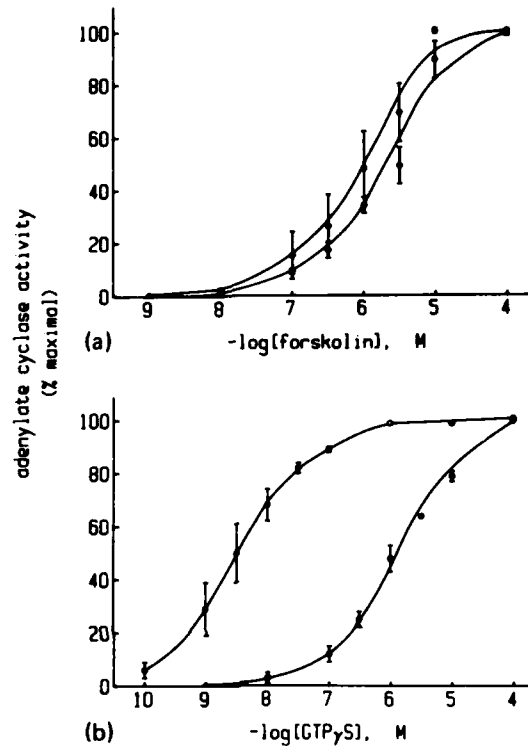 adenylate cyclase activity
(% maximal)
100
80
60
40
20
0
9 8 7 6 5 4
(a) -log[forskolin], M
100
80
60
40
20
0
10 9 8 7 6 5 4
(b) -log[GTPγS], M